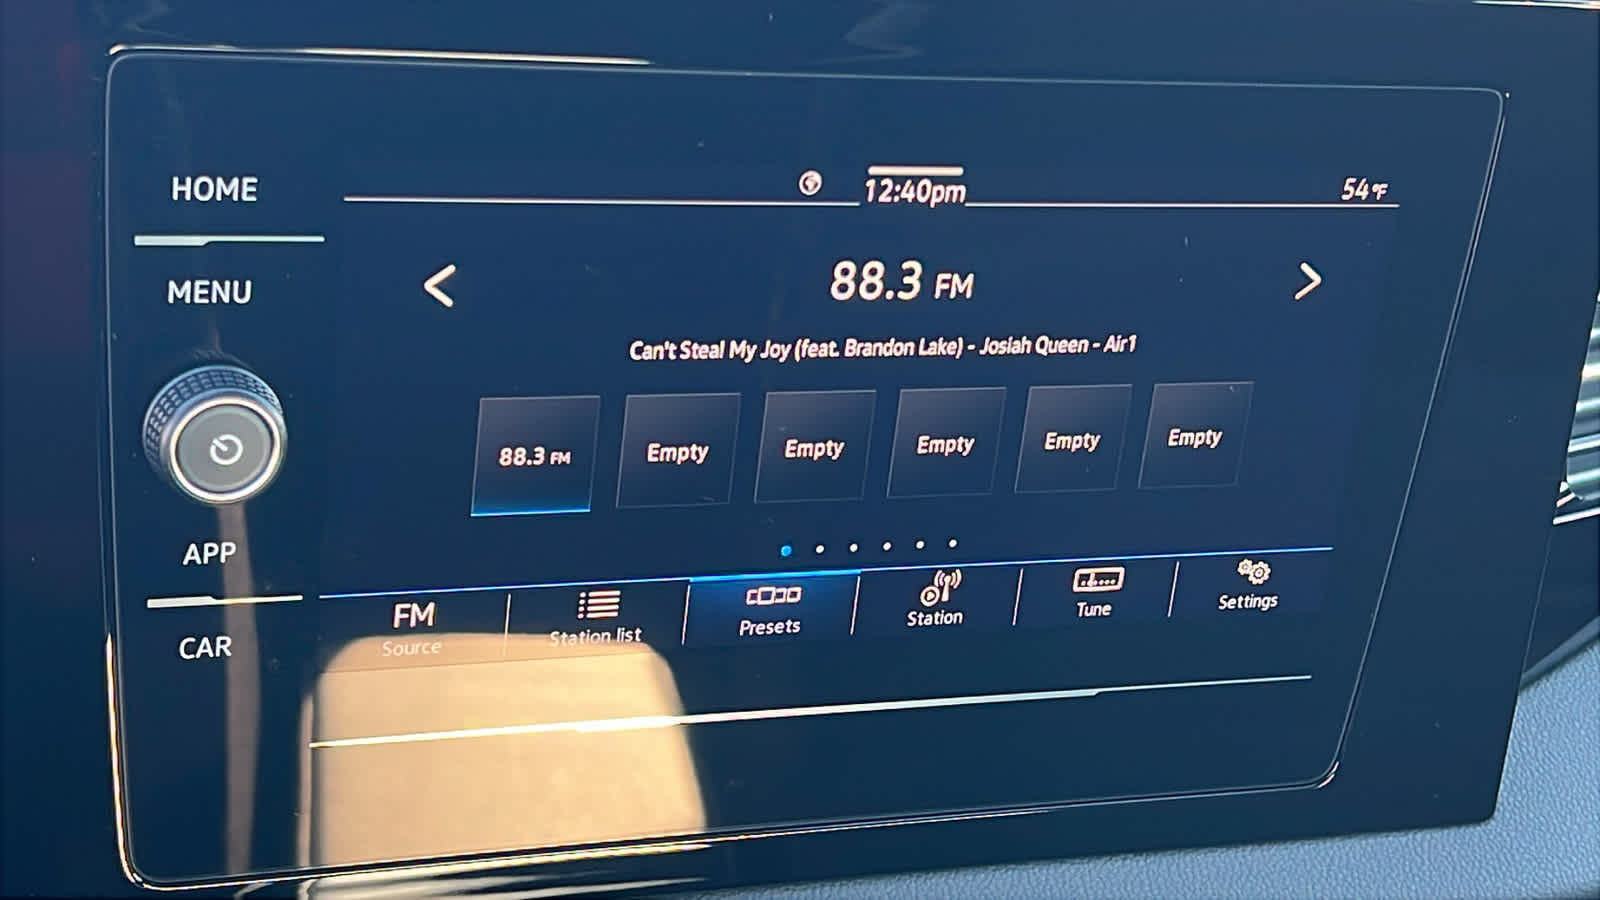 HOME
MENU
APP
CAR
12:40pm
54°F
88.3 FM
Can't Steal My Joy (feat. Brandon Lake) - Josiah Queen - Air1
88.3 FM
Empty
Empty
Empty
Empty
Empty
FM
Source
Station list
Presets
Station
Tune
Settings